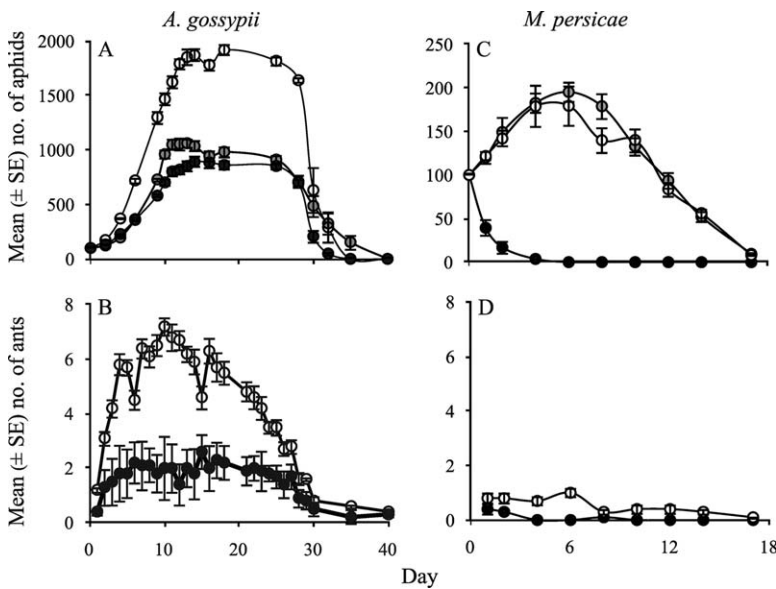 A. gossypii
M. persicae
Mean (± SE) no. of aphids
A
2000
1500
1000
500
0
C
250
200
150
100
50
0
Mean (± SE) no. of ants
B
8
6
4
2
0
0 10 20 30 40
D
8
6
4
2
0
0 6 12 18
Day